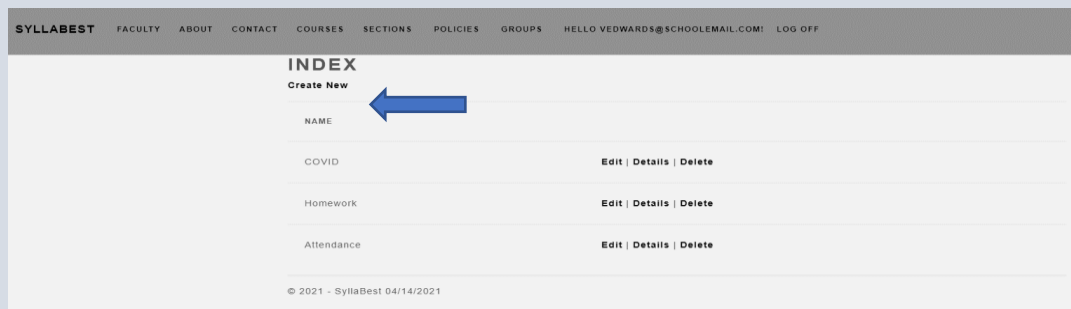 SYLLABEST FACULTY ABOUT CONTACT COURSES SECTIONS POLICIES GROUPS HELLO VEDWARDS@SCHOOLEMAIL.COM! LOG OFF
INDEX
Create New
NAME
COVID Edit | Details | Delete
Homework Edit | Details | Delete
Attendance Edit | Details | Delete
© 2021 - SyllaBest 04/14/2021